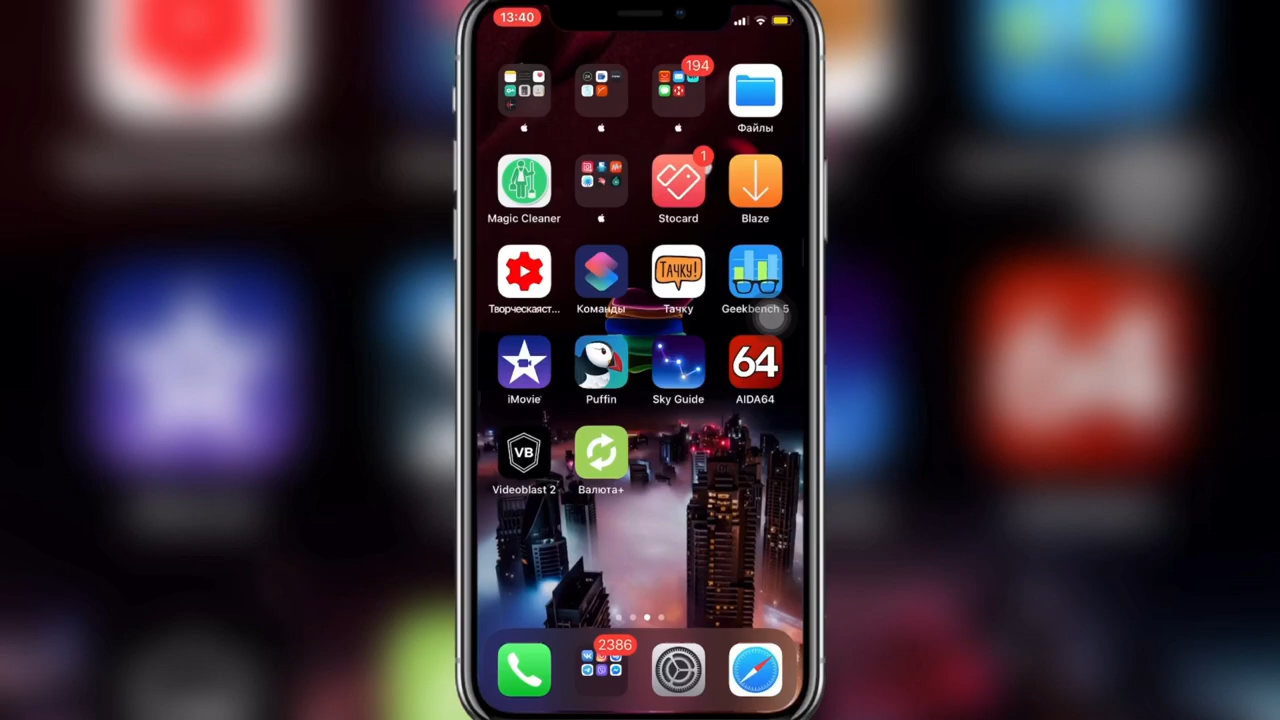 13:40
194
Файлы
1
Magic Cleaner
Stocard
Blaze
ТАЧКУ!
Творческаяст...
Команды
Тачку
Geekbench 5
64
iMovie
Puffin
Sky Guide
AIDA64
VB
Videoblast 2
Валюта+
2386